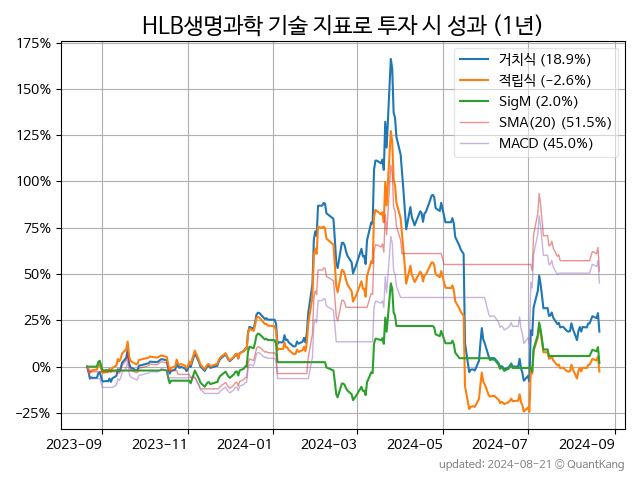 HLB생명과학 기술 지표로 투자 시 성과 (1년)
175%
150%
125%
100%
75%
50%
25%
0%
−25%
거치식 (18.9%)
적립식 (−2.6%)
SigM (2.0%)
SMA(20) (51.5%)
MACD (45.0%)
2023-09 2023-11 2024-01 2024-03 2024-05 2024-07 2024-09
updated: 2024-08-21 © QuantKang